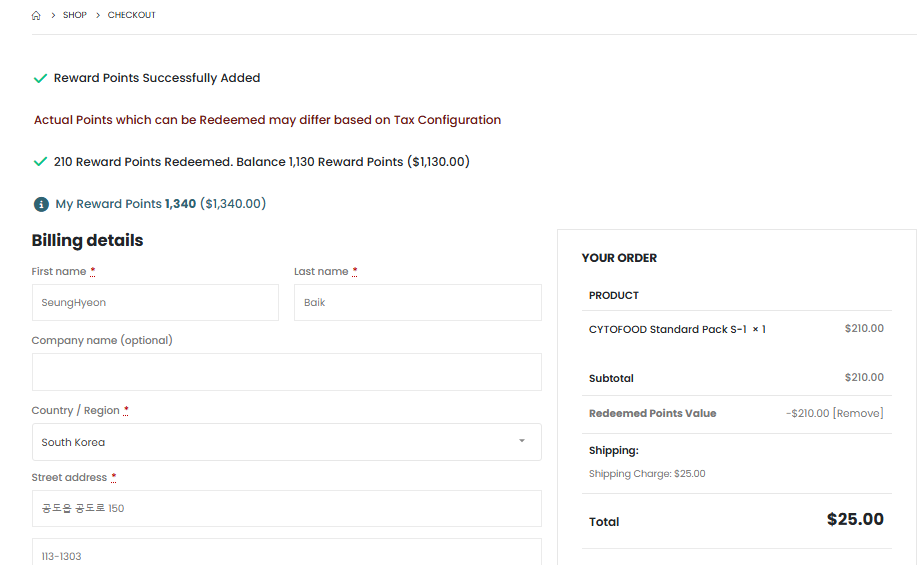 SHOP > CHECKOUT
Reward Points Successfully Added
Actual Points which can be Redeemed may differ based on Tax Configuration
210 Reward Points Redeemed. Balance 1,130 Reward Points ($1,130.00)
My Reward Points 1,340 ($1,340.00)
Billing details
First name *
Last name *
SeungHyeon
Baik
Company name (optional)
Country / Region *
South Korea
Street address *
공도읍 공도로 150
113-1303
YOUR ORDER
PRODUCT
CYTOFOOD Standard Pack S-1 × 1 $210.00
Subtotal $210.00
Redeemed Points Value -$210.00 [Remove]
Shipping:
Shipping Charge: $25.00
Total $25.00